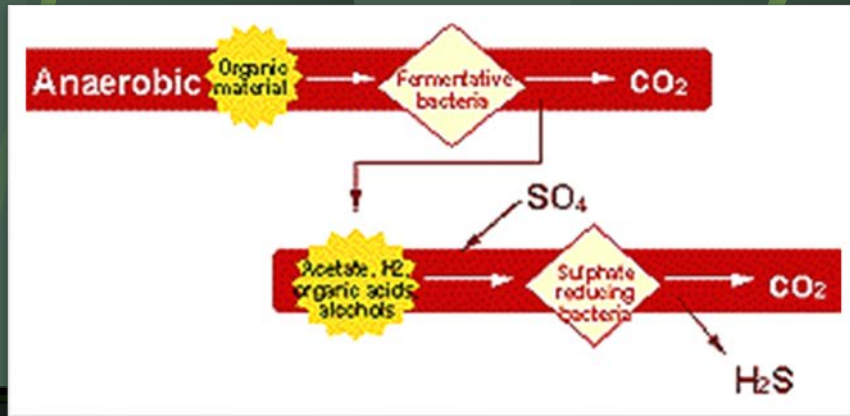 Anaerobic
Organic
material
Fermentative
bacteria
CO₂
SO₄
Acetate, H2,
organic acids
alcohols
Sulphate
reducing
bacteria
CO₂
H₂S